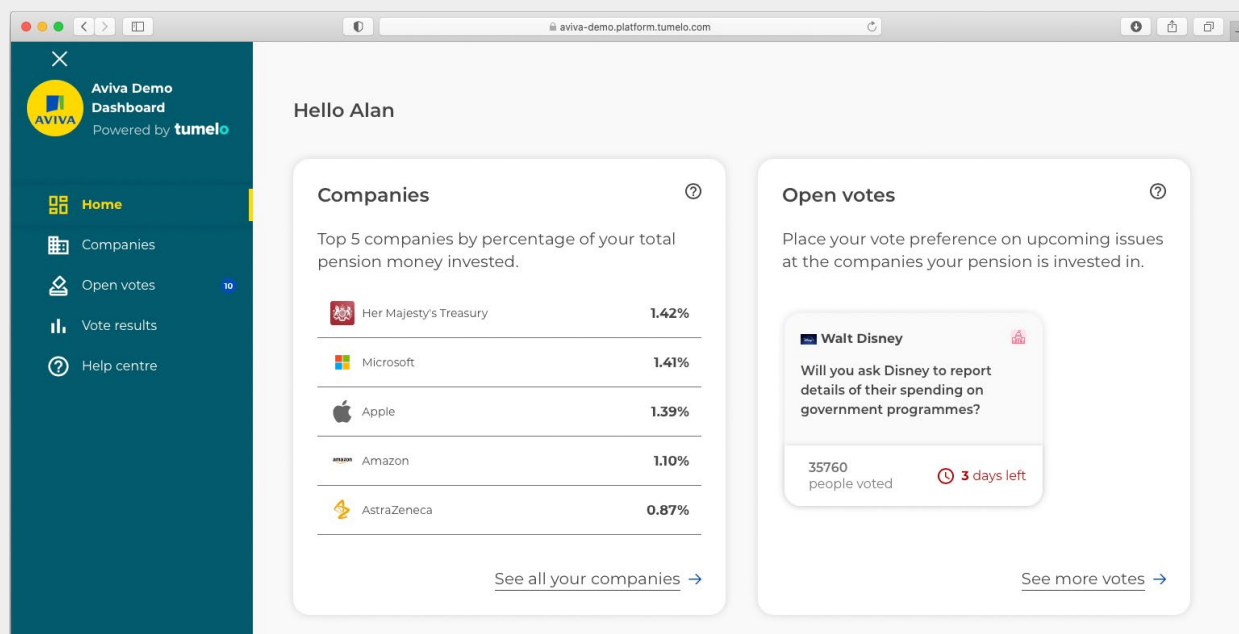 aviva-demo.platform.tumelo.com
Aviva Demo
Dashboard
Powered by tumelo
AVIVA
Home
Companies
Open votes 10
Vote results
Help centre
Hello Alan
Companies
Top 5 companies by percentage of your total
pension money invested.
Her Majesty's Treasury 1.42%
Microsoft 1.41%
Apple 1.39%
amazon Amazon 1.10%
AstraZeneca 0.87%
See all your companies →
Open votes
Place your vote preference on upcoming issues
at the companies your pension is invested in.
Walt Disney
Will you ask Disney to report
details of their spending on
government programmes?
35760
people voted
3 days left
See more votes →